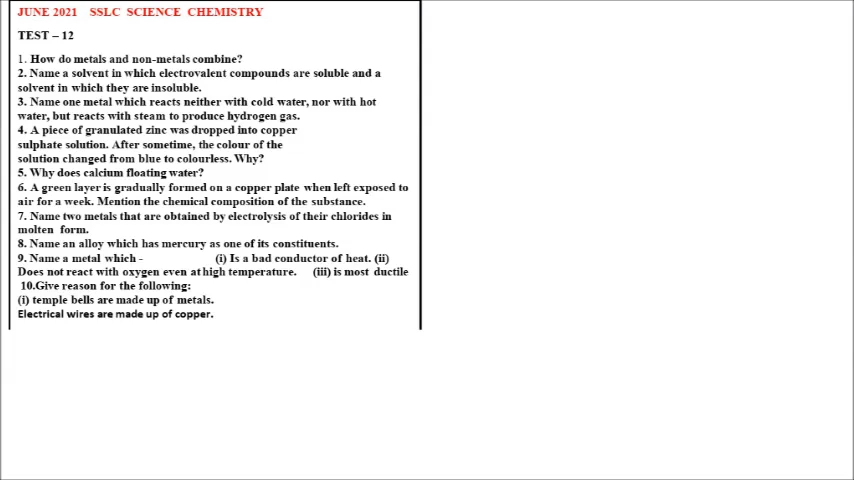 JUNE 2021 SSLC SCIENCE CHEMISTRY
TEST – 12
1. How do metals and non-metals combine?
2. Name a solvent in which electrovalent compounds are soluble and a
solvent in which they are insoluble.
3. Name one metal which reacts neither with cold water, nor with hot
water, but reacts with steam to produce hydrogen gas.
4. A piece of granulated zinc was dropped into copper
sulphate solution. After sometime, the colour of the
solution changed from blue to colourless. Why?
5. Why does calcium floating water?
6. A green layer is gradually formed on a copper plate when left exposed to
air for a week. Mention the chemical composition of the substance.
7. Name two metals that are obtained by electrolysis of their chlorides in
molten form.
8. Name an alloy which has mercury as one of its constituents.
9. Name a metal which - (i) Is a bad conductor of heat. (ii)
Does not react with oxygen even at high temperature. (iii) is most ductile
10.Give reason for the following:
(i) temple bells are made up of metals.
Electrical wires are made up of copper.